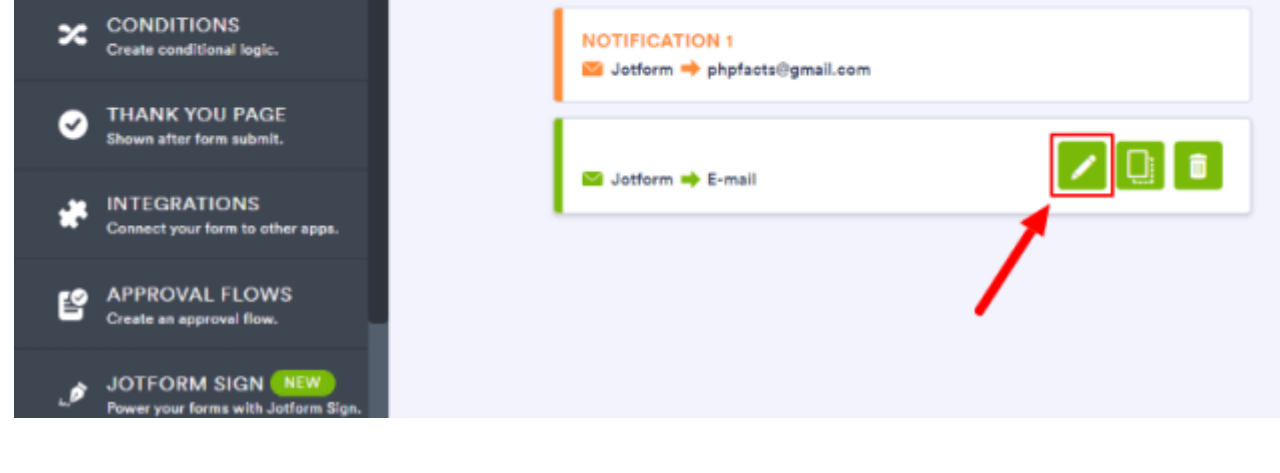 CONDITIONS
Create conditional logic.
THANK YOU PAGE
Shown after form submit.
INTEGRATIONS
Connect your form to other apps.
APPROVAL FLOWS
Create an approval flow.
JOTFORM SIGN NEW
Power your forms with Jotform Sign.
NOTIFICATION 1
Jotform phpfacts@gmail.com
Jotform E-mail